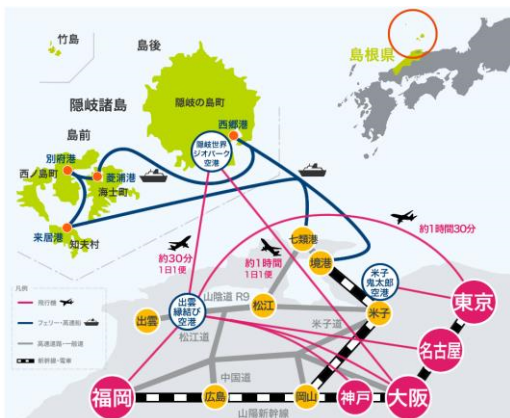 竹島
島後
島根県
隠岐諸島
隠岐の島町
島前
西郷港
別府港
隠岐世界
ジオパーク
空港
西ノ島町
菱浦港
海士町
来居港
知夫村
七類港
約1時間30分
約30分
1日1便
約1時間
1日1便
境港
凡例
飛行機
フェリー・高速船
高速道路・一般道
新幹線・電車
米子
鬼太郎
空港
東京
山陰道 R9
出雲
出雲
縁結び
空港
松江
米子道
米子
松江道
名古屋
中国道
福岡
広島
岡山
神戸
大阪
山陽新幹線